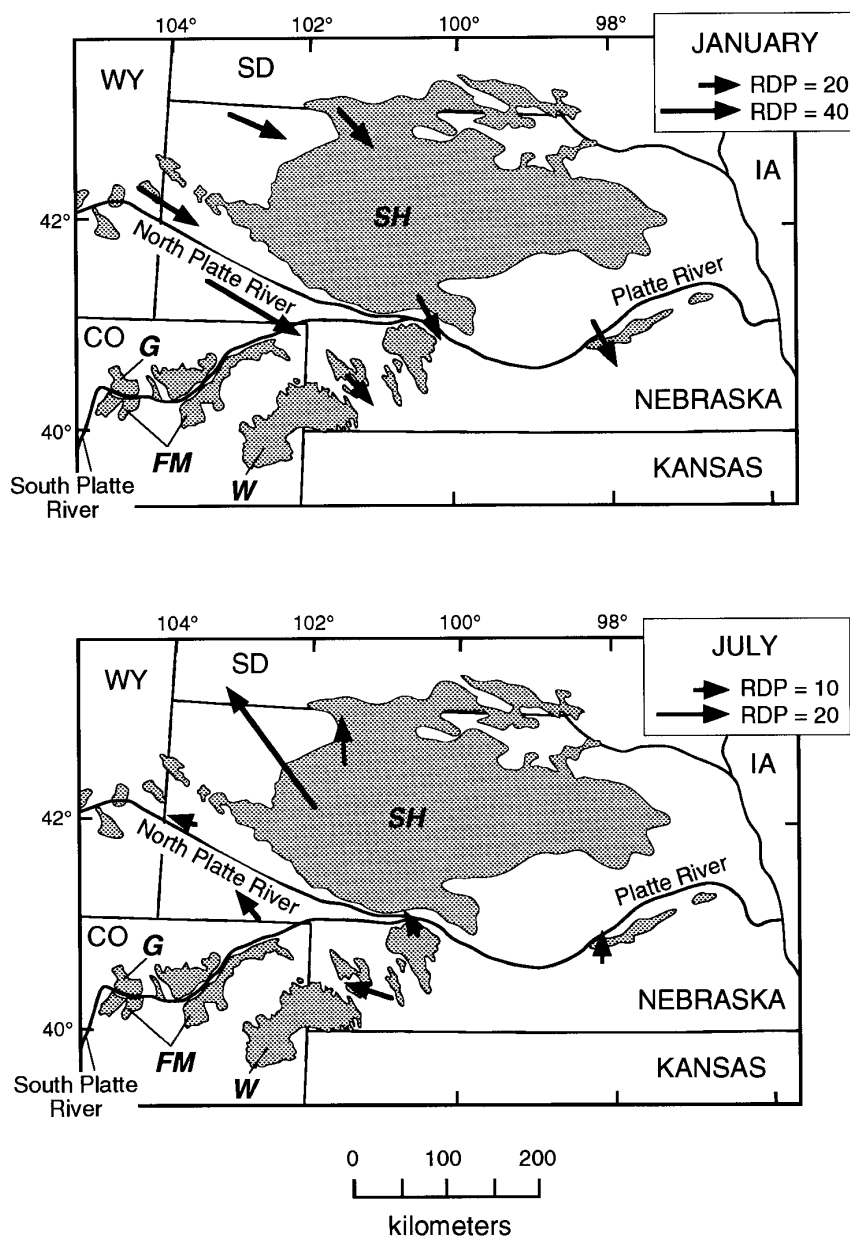 104°
102°
100°
98°
JANUARY
RDP = 20
RDP = 40
WY
SD
IA
42°
SH
North Platte River
Platte River
CO
G
NEBRASKA
40°
FM
KANSAS
South Platte
River
W
104°
102°
100°
98°
JULY
RDP = 10
RDP = 20
WY
SD
IA
42°
SH
North Platte River
Platte River
CO
G
NEBRASKA
40°
FM
KANSAS
South Platte
River
W
0 100 200
kilometers